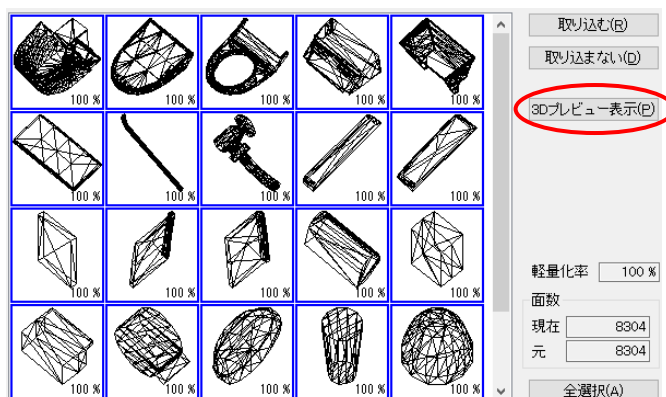 100 % 100 % 100 % 100 % 100 %
100 % 100 % 100 % 100 % 100 %
100 % 100 % 100 % 100 % 100 %
100 % 100 % 100 % 100 % 100 %
取り込む(R)
取り込まない(D)
3Dプレビュー表示(P)
軽量化率 100 %
面数
現在 8304
元 8304
全選択(A)